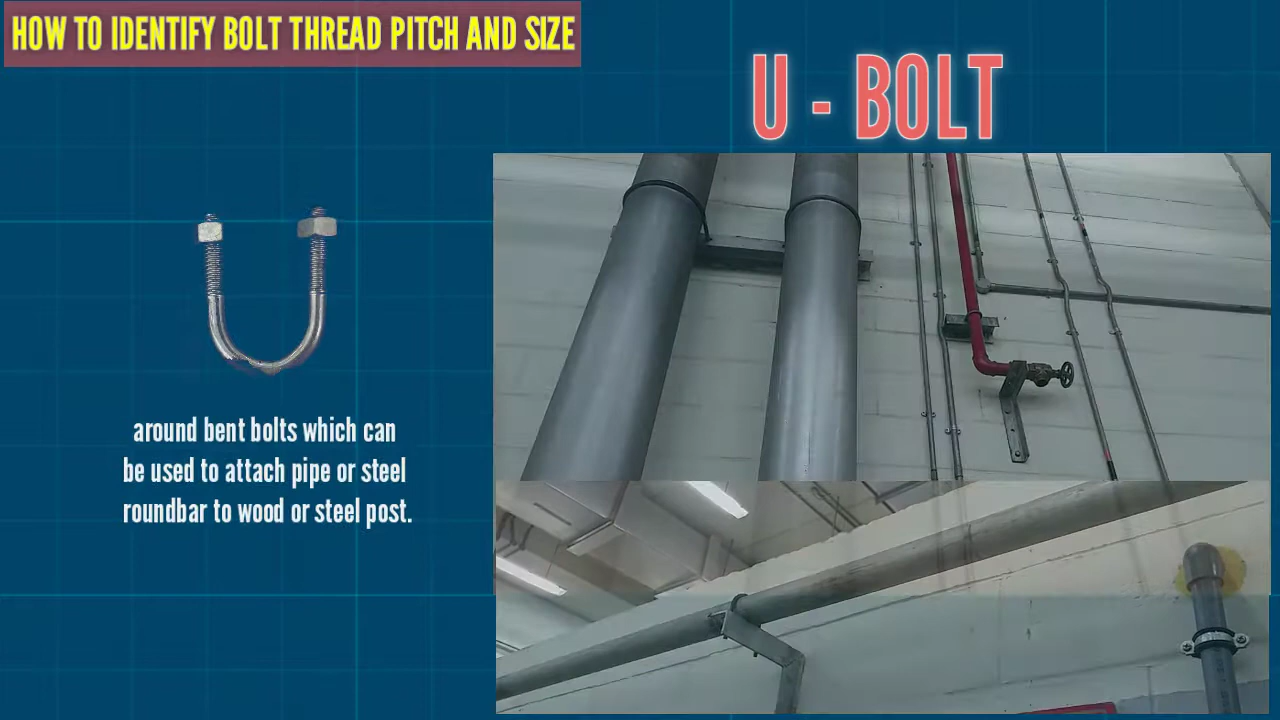 HOW TO IDENTIFY BOLT THREAD PITCH AND SIZE
U - BOLT
around bent bolts which can
be used to attach pipe or steel
roundbar to wood or steel post.